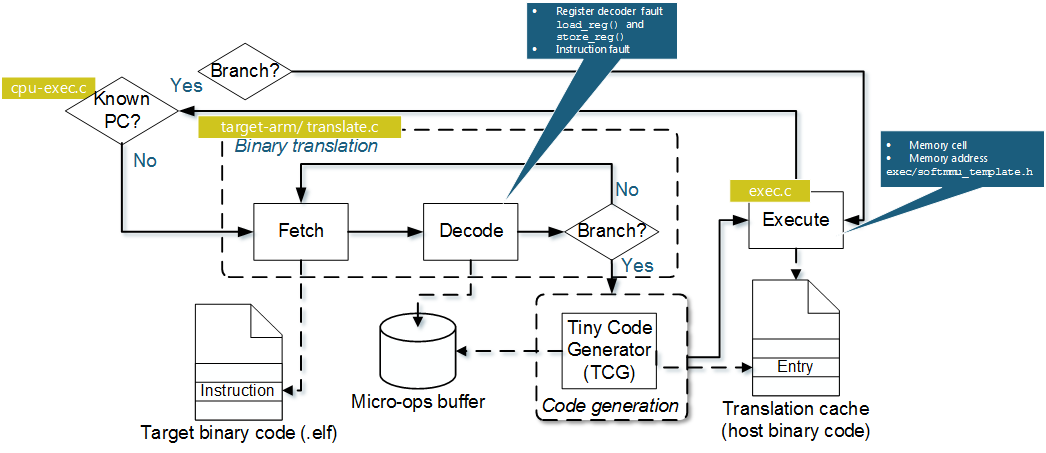 • Register decoder fault
load_reg() and
store_reg()
• Instruction fault
Branch?
cpu-exec.c
Yes
Known
PC?
target-arm/ translate.c
Binary translation
• Memory cell
• Memory address
exec/softmmu_template.h
No
No
exec.c
Fetch
Decode
Branch?
Execute
Yes
Tiny Code
Generator
(TCG)
Entry
Instruction
Micro-ops buffer
Code generation
Translation cache
(host binary code)
Target binary code (.elf)